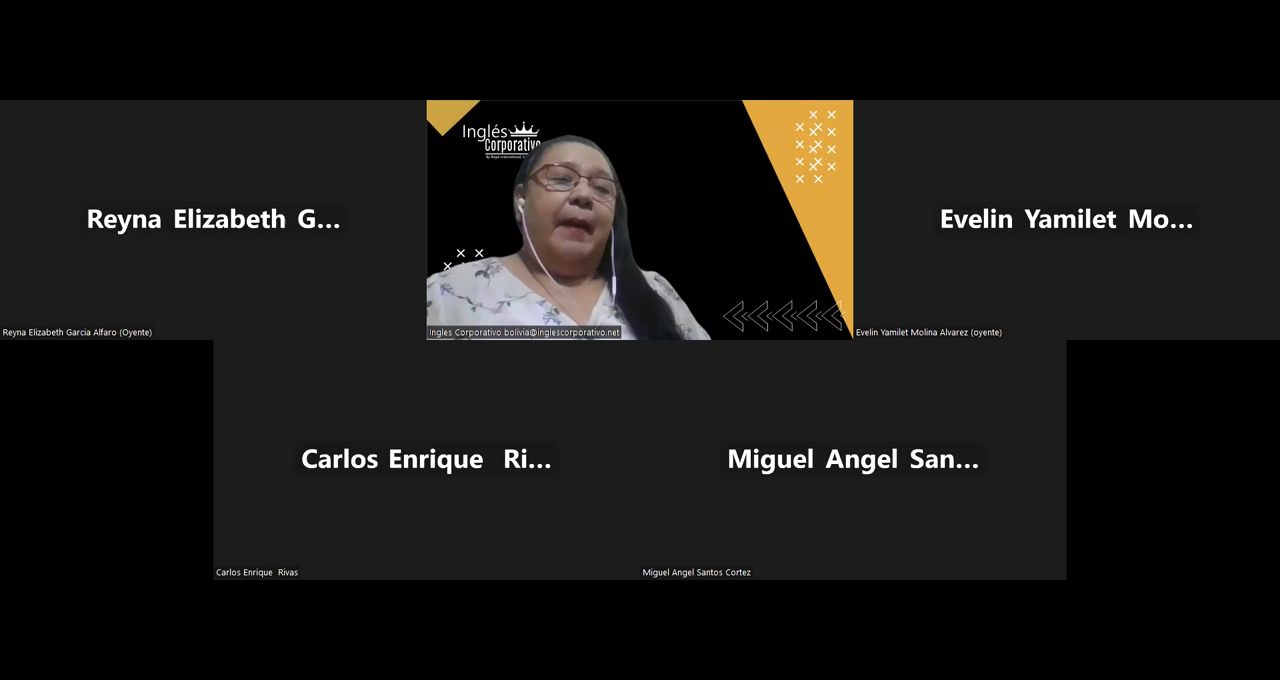 Reyna Elizabeth G...
Reyna Elizabeth Garcia Alfaro (Oyente)
Inglés
Corporativo
Ingles Corporativo bolivia@inglescorporativo.net
Evelin Yamilet Mo...
Evelin Yamilet Molina Alvarez (oyente)
Carlos Enrique Ri...
Carlos Enrique Rivas
Miguel Angel San...
Miguel Angel Santos Cortez